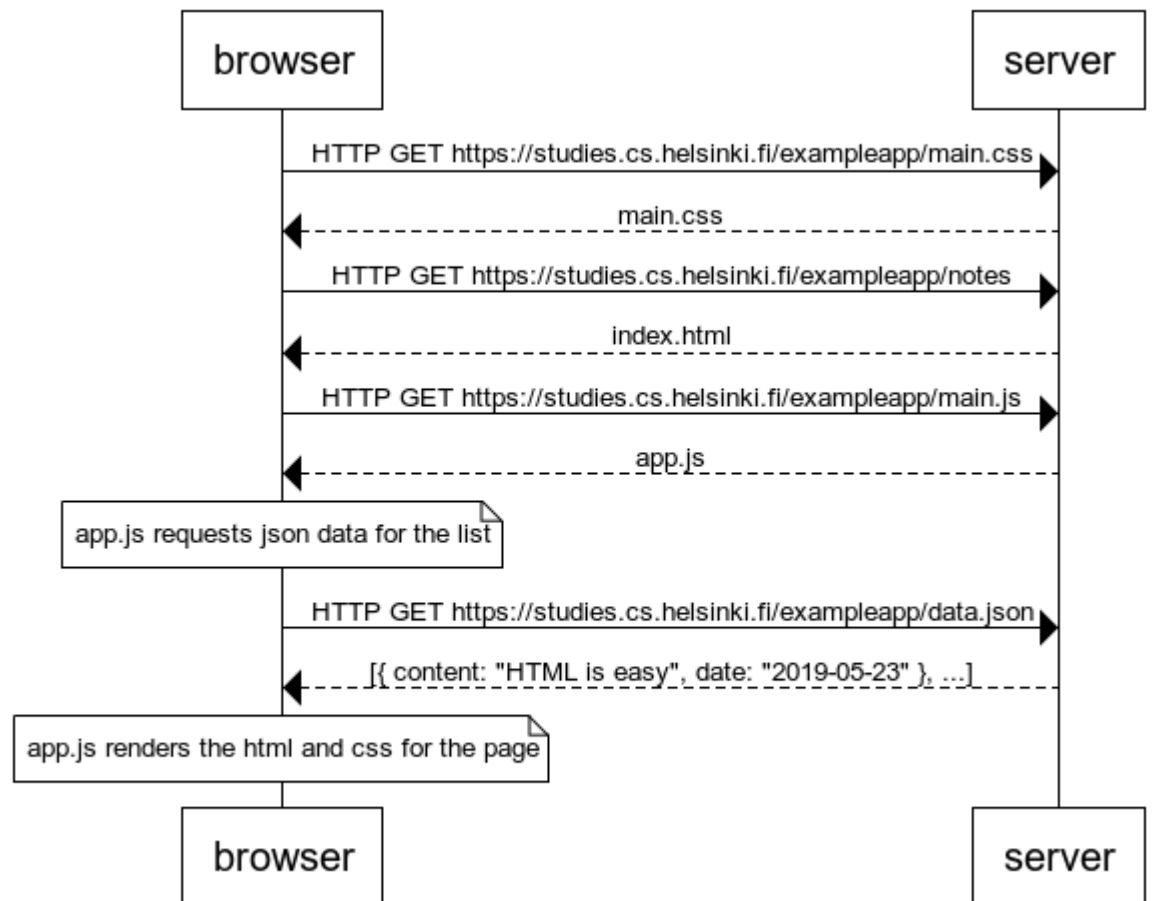 browser
server
HTTP GET https://studies.cs.helsinki.fi/exampleapp/main.css
main.css
HTTP GET https://studies.cs.helsinki.fi/exampleapp/notes
index.html
HTTP GET https://studies.cs.helsinki.fi/exampleapp/main.js
app.js
app.js requests json data for the list
HTTP GET https://studies.cs.helsinki.fi/exampleapp/data.json
[{ content: "HTML is easy", date: "2019-05-23" }, ...]
app.js renders the html and css for the page
browser
server